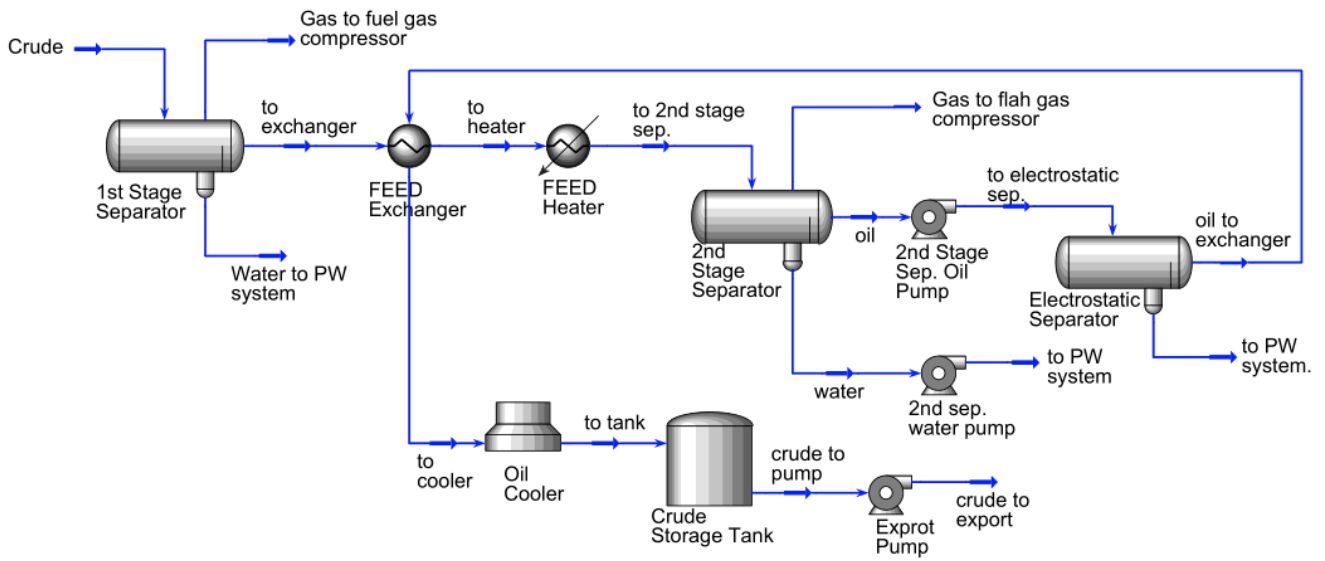 Gas to fuel gas
compressor
Crude
to
exchanger
to
heater
to 2nd stage
sep.
Gas to flah gas
compressor
1st Stage
Separator
FEED
Exchanger
FEED
Heater
to electrostatic
sep.
oil
oil to
exchanger
2nd
Stage
Separator
2nd Stage
Sep. Oil
Pump
Water to PW
system
Electrostatic
Separator
to PW
system
to PW
system.
water
2nd sep.
water pump
to tank
to
cooler
Oil
Cooler
crude to
pump
Crude
Storage Tank
Exprot
Pump
crude to
export